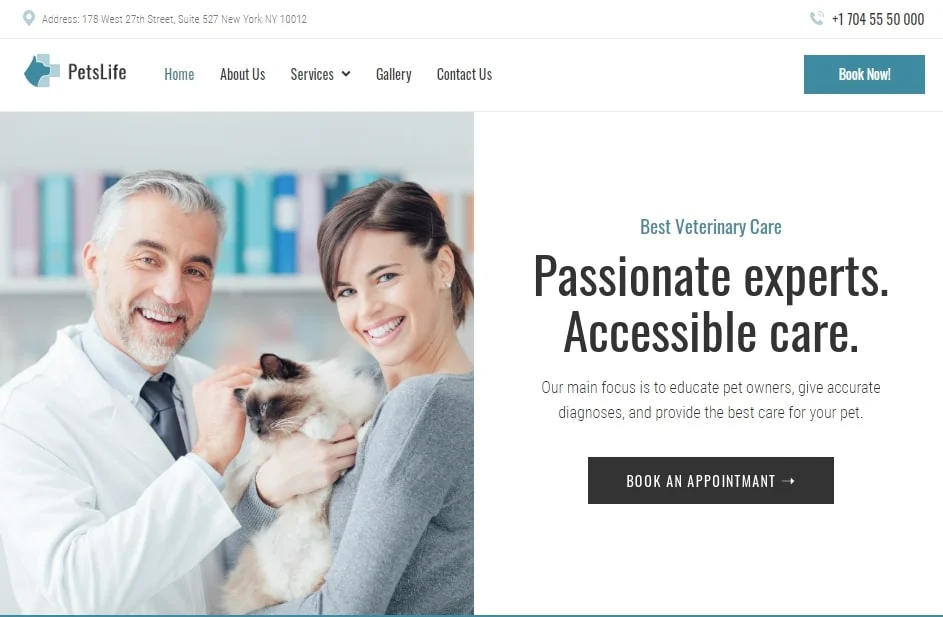 Address: 178 West 27th Street, Suite 527 New York NY 10012
+1 704 55 50 000
PetsLife
Home
About Us
Services
Gallery
Contact Us
Book Now!
Best Veterinary Care
Passionate experts.
Accessible care.
Our main focus is to educate pet owners, give accurate
diagnoses, and provide the best care for your pet.
BOOK AN APPOINTMANT ➝